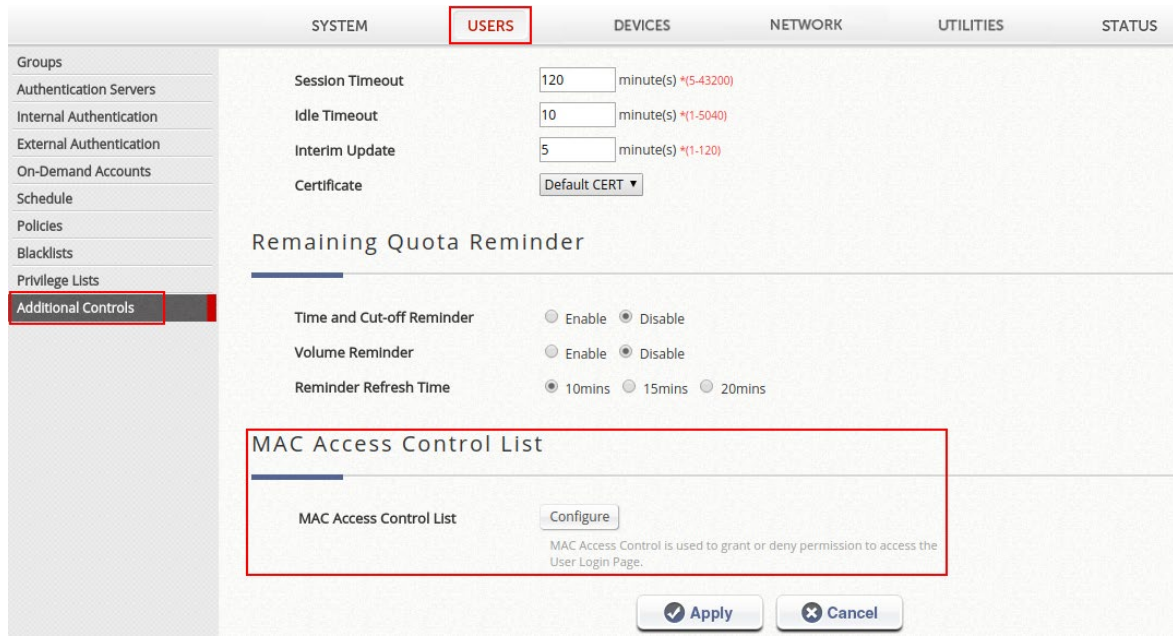 SYSTEM USERS DEVICES NETWORK UTILITIES STATUS
Groups
Authentication Servers
Internal Authentication
External Authentication
On-Demand Accounts
Schedule
Policies
Blacklists
Privilege Lists
Additional Controls
Session Timeout 120 minute(s) *(5-43200)
Idle Timeout 10 minute(s) *(1-5040)
Interim Update 5 minute(s) *(1-120)
Certificate Default CERT
Remaining Quota Reminder
Time and Cut-off Reminder Enable Disable
Volume Reminder Enable Disable
Reminder Refresh Time 10mins 15mins 20mins
MAC Access Control List
MAC Access Control List Configure
MAC Access Control is used to grant or deny permission to access the
User Login Page.
Apply Cancel